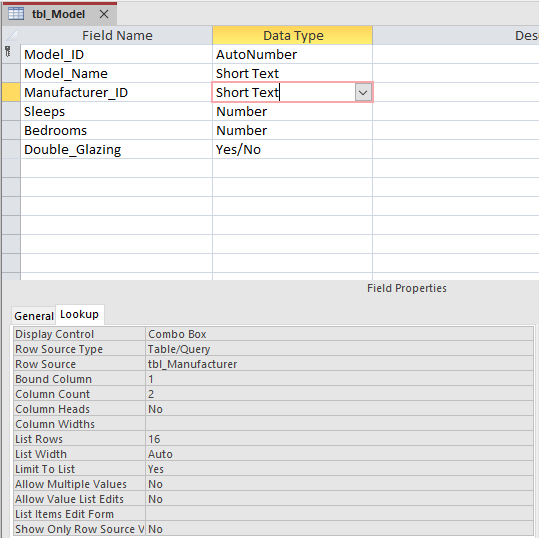 tbl_Model
Field Name Data Type
Model_ID AutoNumber
Model_Name Short Text
Manufacturer_ID Short Text
Sleeps Number
Bedrooms Number
Double_Glazing Yes/No
Field Properties
General Lookup
Display Control Combo Box
Row Source Type Table/Query
Row Source tbl_Manufacturer
Bound Column 1
Column Count 2
Column Heads No
Column Widths
List Rows 16
List Width Auto
Limit To List Yes
Allow Multiple Values No
Allow Value List Edits No
List Items Edit Form
Show Only Row Source V No